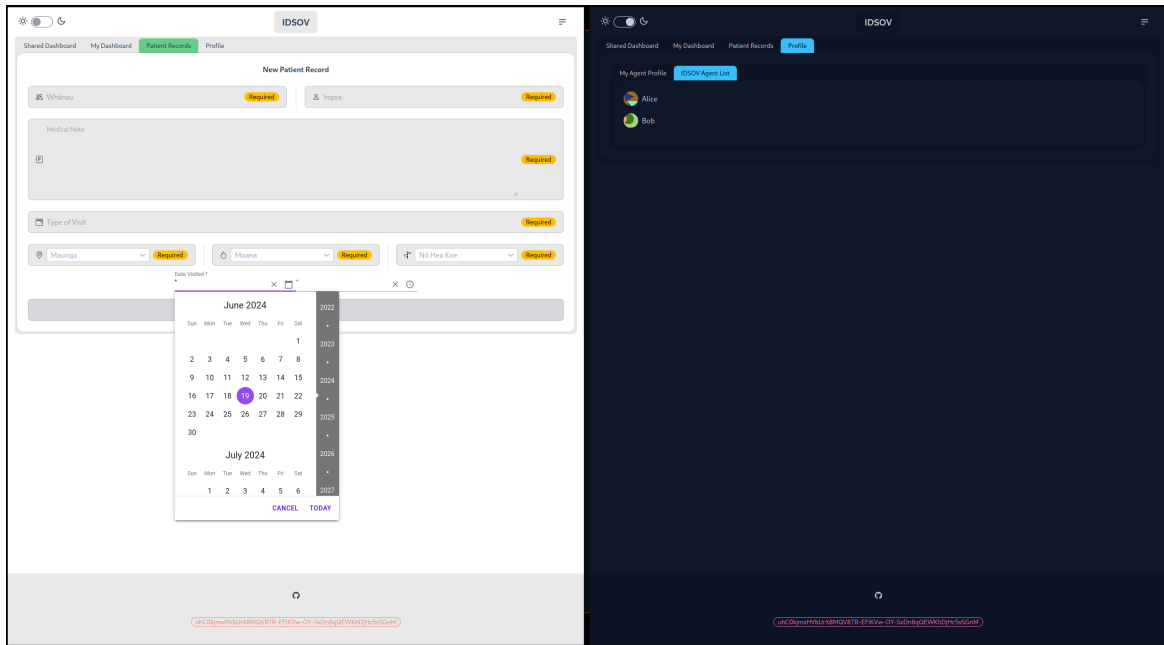 IDSOV
Shared Dashboard My Dashboard Patient Records Profile
New Patient Record
Whānau Required Ingoa Required
Medical Note
Required
Type of Visit Required
Maunga Required Moana Required Nō Hea Koe Required
Date Visited *
*
*
June 2024
Sun Mon Tue Wed Thu Fri Sat
1
2 3 4 5 6 7 8
9 10 11 12 13 14 15
16 17 18 19 20 21 22
23 24 25 26 27 28 29
30
July 2024
Sun Mon Tue Wed Thu Fri Sat
1 2 3 4 5 6
2022
2023
2024
2025
2026
2027
CANCEL TODAY
IDSOV
Shared Dashboard My Dashboard Patient Records Profile
My Agent Profile IDSOV Agent List
Alice
Bob